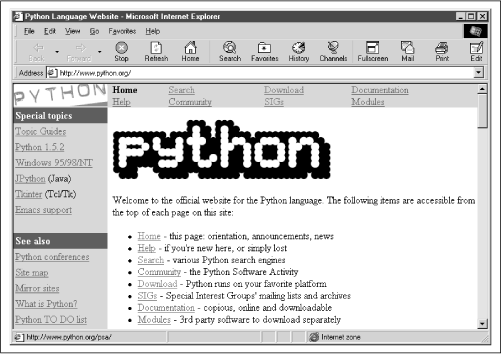 Python Language Website - Microsoft Internet Explorer
File Edit View Go Favorites Help
Back Forward Stop Refresh Home Search Favorites History Channels Fullscreen Mail Print Edit
Address http://www.python.org/
PYTHON
Home Search Download Documentation
Help Community SIGs Modules
Special topics
Topic Guides
Python 1.5.2
Windows 95/98/NT
JPython (Java)
Tkinter (Tcl/Tk)
Emacs support
See also
Python conferences
Site map
Mirror sites
What is Python?
Python TO DO list
python
Welcome to the official website for the Python language. The following items are accessible from
the top of each page on this site:
• Home - this page: orientation, announcements, news
• Help - if you're new here, or simply lost
• Search - various Python search engines
• Community - the Python Software Activity
• Download - Python runs on your favorite platform
• SIGs - Special Interest Groups' mailing lists and archives
• Documentation - copious, online and downloadable
• Modules - 3rd party software to download separately
http://www.python.org/psa/ Internet zone